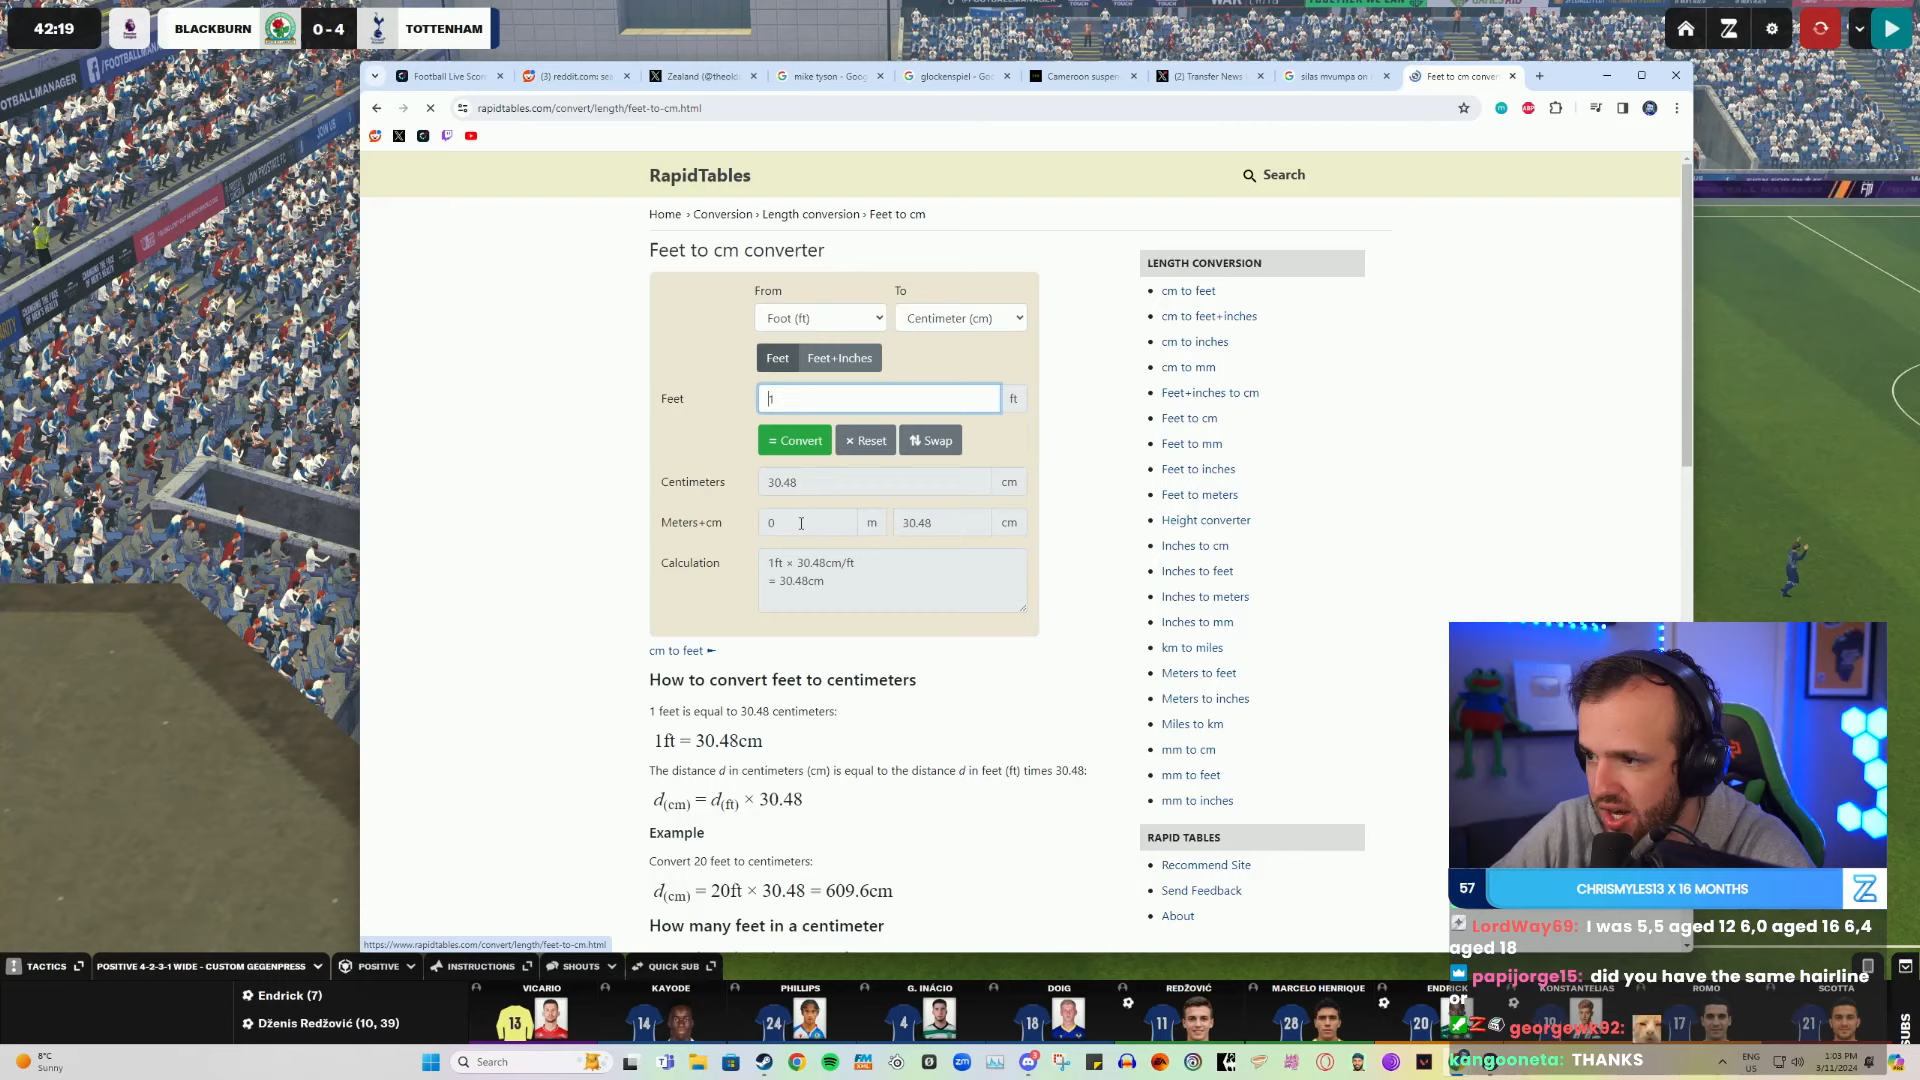 42:19
BLACKBURN
0-4
TOTTENHAM
Football Live Scor
(3) reddit.com: sea
Zealand (@theold
mike tyson - Goog
glockenspiel - Goo
Cameroon suspen
(2) Transfer News
silas mvumpa on
Feet to cm conver
rapidtables.com/convert/length/feet-to-cm.html
RapidTables
Search
Home › Conversion › Length conversion › Feet to cm
Feet to cm converter
From
To
Foot (ft)
Centimeter (cm)
Feet
Feet+Inches
Feet
1
ft
= Convert
× Reset
Swap
Centimeters
30.48
cm
Meters+cm
0
m
30.48
cm
Calculation
1ft × 30.48cm/ft
= 30.48cm
cm to feet ►
How to convert feet to centimeters
1 feet is equal to 30.48 centimeters:
1ft = 30.48cm
The distance d in centimeters (cm) is equal to the distance d in feet (ft) times 30.48:
d(cm) = d(ft) × 30.48
Example
Convert 20 feet to centimeters:
d(cm) = 20ft × 30.48 = 609.6cm
How many feet in a centimeter
https://www.rapidtables.com/convert/length/feet-to-cm.html
LENGTH CONVERSION
cm to feet
cm to feet+inches
cm to inches
cm to mm
Feet+inches to cm
Feet to cm
Feet to mm
Feet to inches
Feet to meters
Height converter
Inches to cm
Inches to feet
Inches to meters
Inches to mm
km to miles
Meters to feet
Meters to inches
Miles to km
mm to cm
mm to feet
mm to inches
RAPID TABLES
Recommend Site
Send Feedback
About
57
CHRISMYLES13 X 16 MONTHS
LordWay69: I was 5,5 aged 12 6,0 aged 16 6,4
aged 18
papijorge15: did you have the same hairline
or
georgewk92:
kangooneta: THANKS
TACTICS
POSITIVE 4-2-3-1 WIDE - CUSTOM GEGENPRESS
POSITIVE
INSTRUCTIONS
SHOUTS
QUICK SUB
Endrick (7)
Dženis Redžović (10, 39)
VICARIO
13
KAYODE
14
PHILLIPS
24
G. INÁCIO
4
DOIG
18
REDŽOVIĆ
11
MARCELO HENRIQUE
28
ENDRICK
20
KONSTANTELIAS
19
ROMO
17
SCOTTA
21
SUBS
8°C
Sunny
Search
ENG
US
1:03 PM
3/11/2024